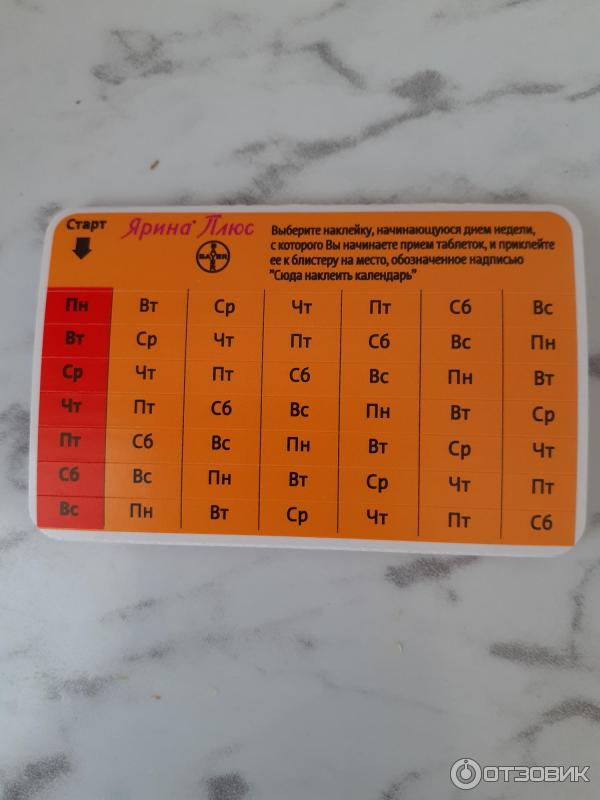 Старт
Ярина® Плюс
BAYER
Выберите наклейку, начинающуюся днем недели,
с которого Вы начинаете прием таблеток, и приклейте
ее к блистеру на место, обозначенное надписью
"Сюда наклеить календарь"
Пн Вт Ср Чт Пт Сб Вс
Вт Ср Чт Пт Сб Вс Пн
Ср Чт Пт Сб Вс Пн Вт
Чт Пт Сб Вс Пн Вт Ср
Пт Сб Вс Пн Вт Ср Чт
Сб Вс Пн Вт Ср Чт Пт
Вс Пн Вт Ср Чт Пт Сб
ОТЗОВИК